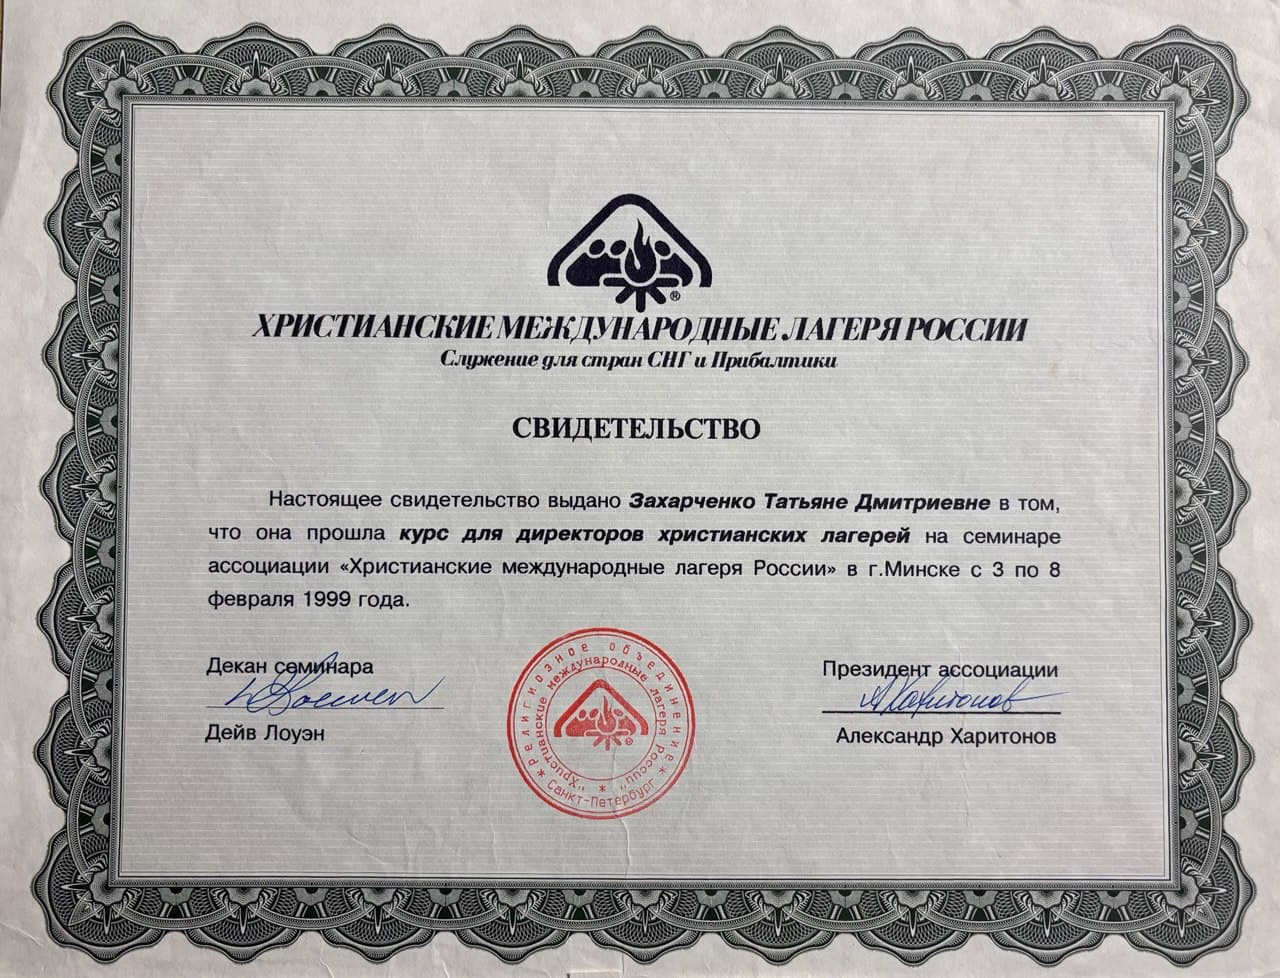 ®
ХРИСТИАНСКИЕ МЕЖДУНАРОДНЫЕ ЛАГЕРЯ РОССИИ
Служение для стран СНГ и Прибалтики
СВИДЕТЕЛЬСТВО
Настоящее свидетельство выдано Захарченко Татьяне Дмитриевне в том,
что она прошла курс для директоров христианских лагерей на семинаре
ассоциации «Христианские международные лагеря России» в г.Минске с 3 по 8
февраля 1999 года.
Декан семинара
Дейв Лоуэн
* религиозное объединение *
Санкт-Петербург
"Христианские международные лагеря России" *
Президент ассоциации
АХаритонов
Александр Харитонов